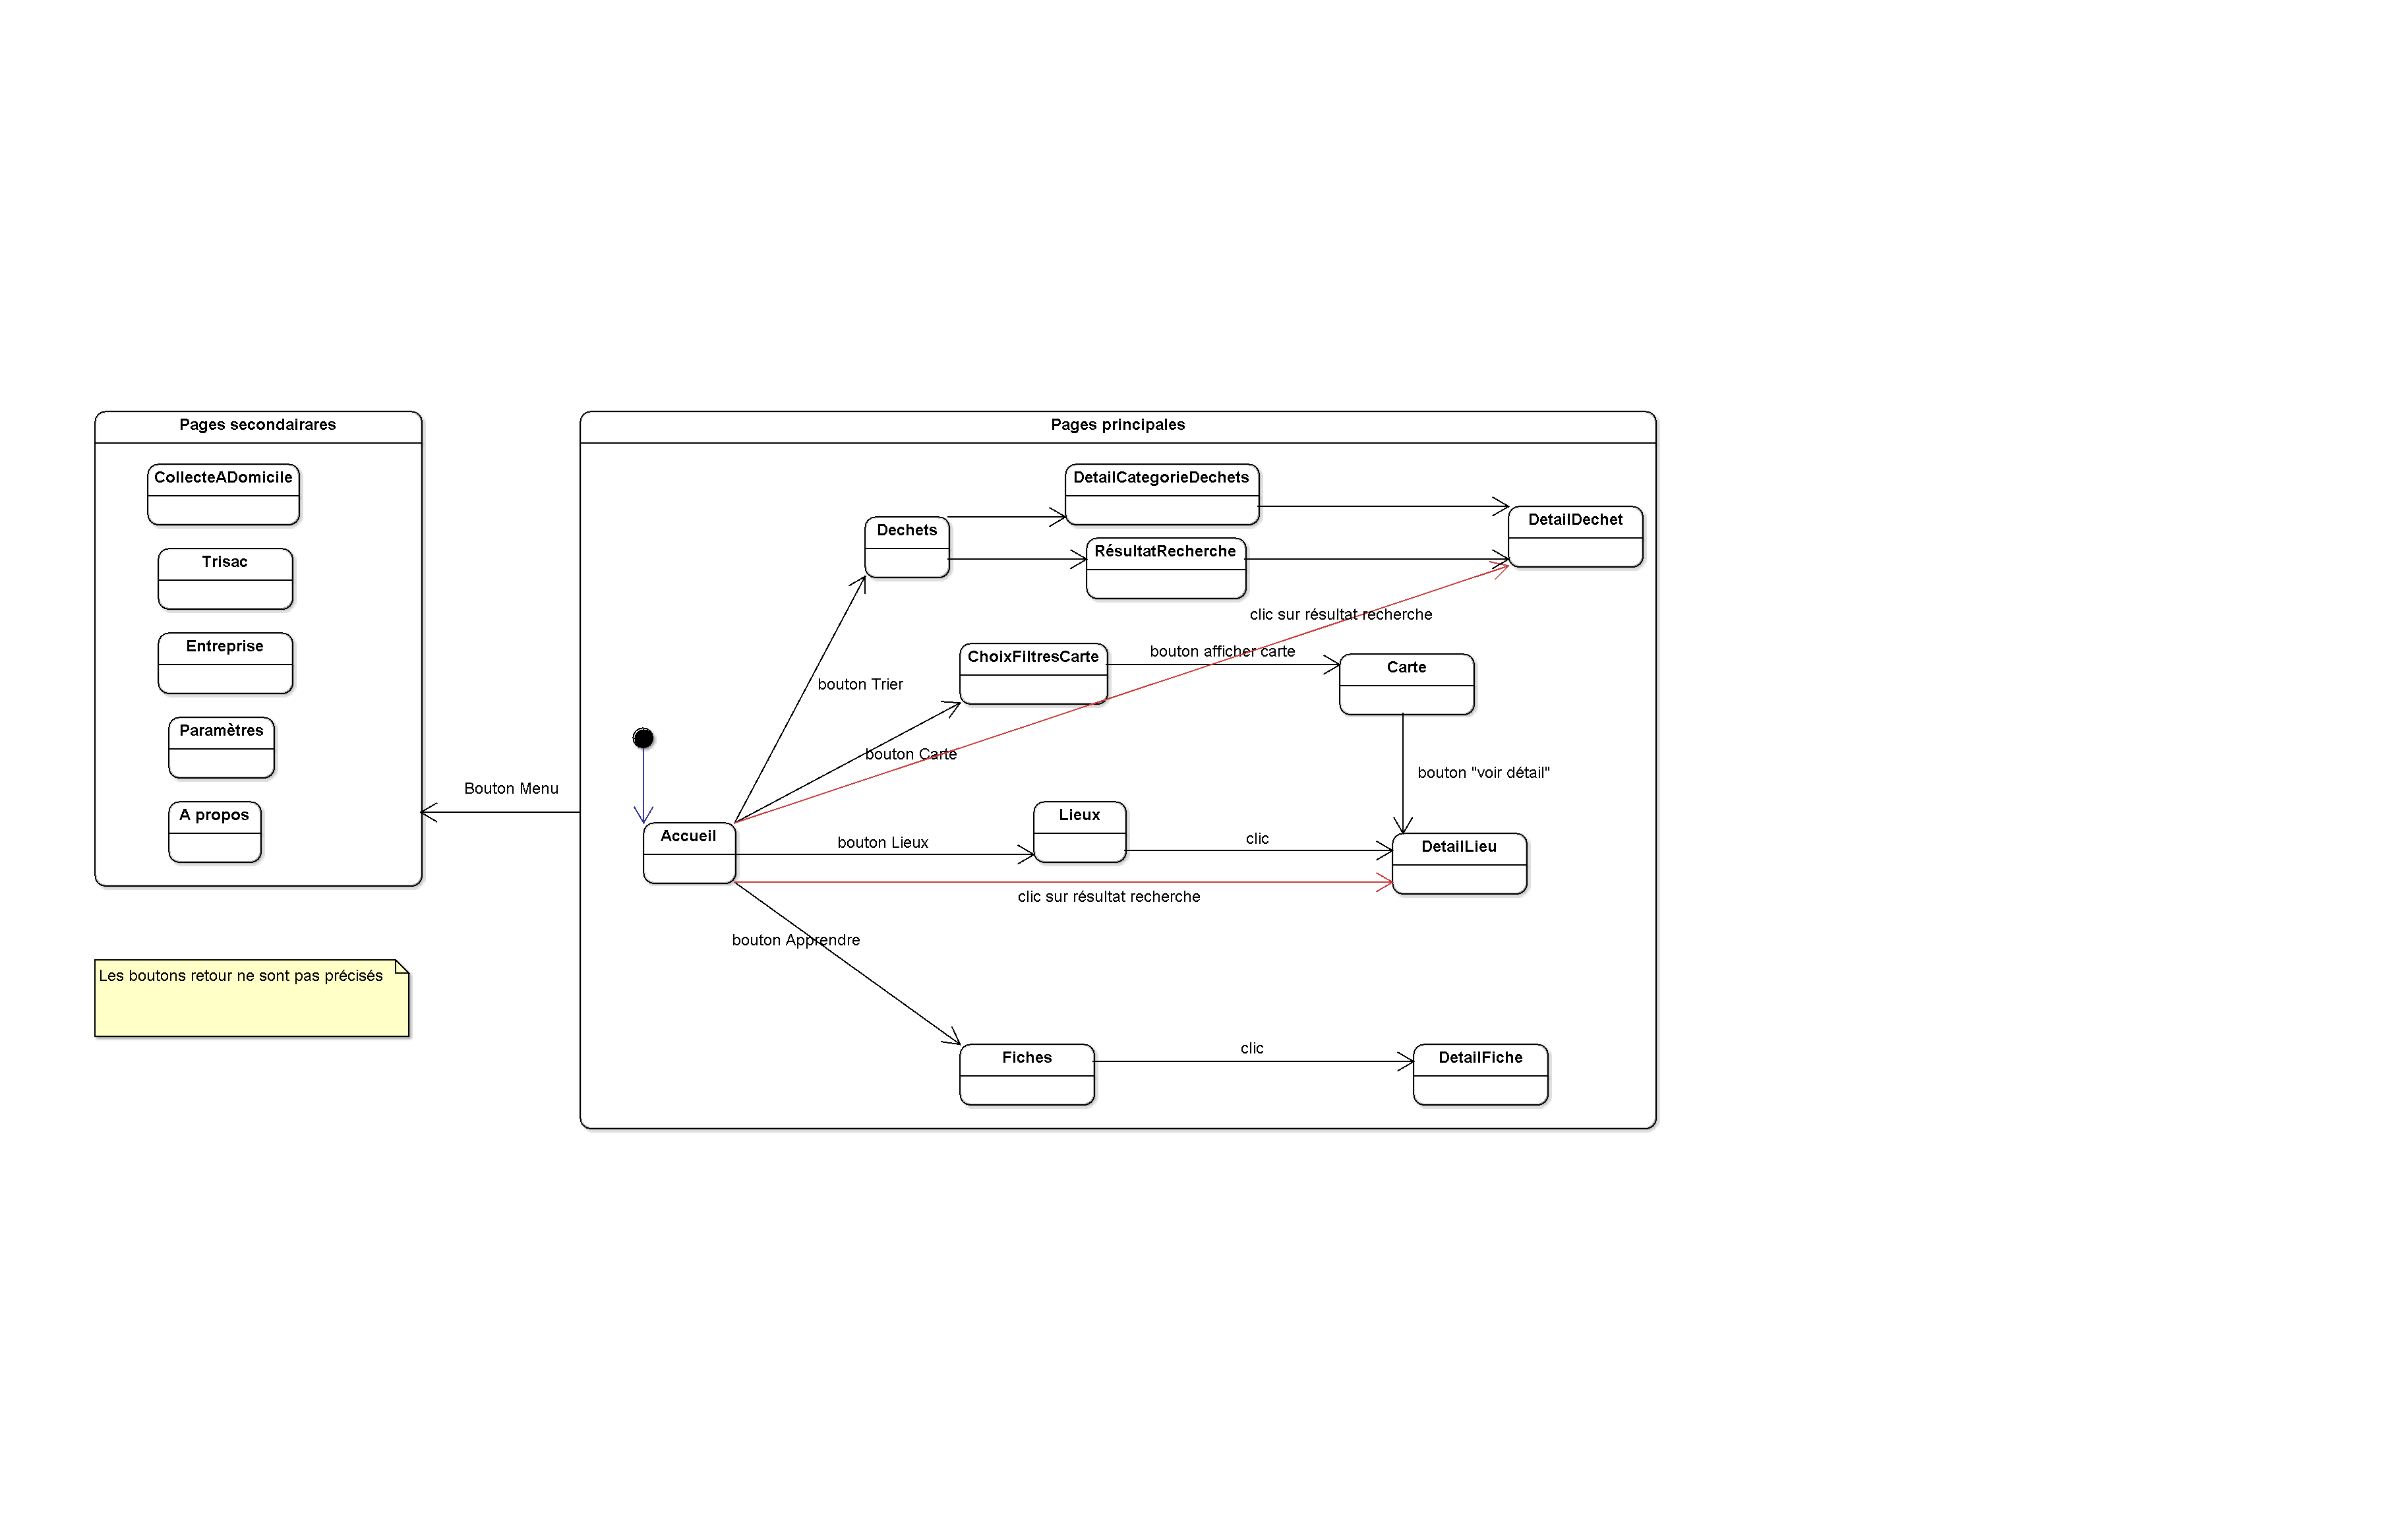 Pages secondairares
CollecteADomicile
Trisac
Entreprise
Paramètres
A propos
Les boutons retour ne sont pas précisés
Bouton Menu
Pages principales
DetailCategorieDechets
DetailDechet
Dechets
RésultatRecherche
clic sur résultat recherche
ChoixFiltresCarte
bouton afficher carte
Carte
bouton Trier
bouton Carte
bouton "voir détail"
Accueil
bouton Lieux
Lieux
clic
DetailLieu
clic sur résultat recherche
bouton Apprendre
Fiches
clic
DetailFiche